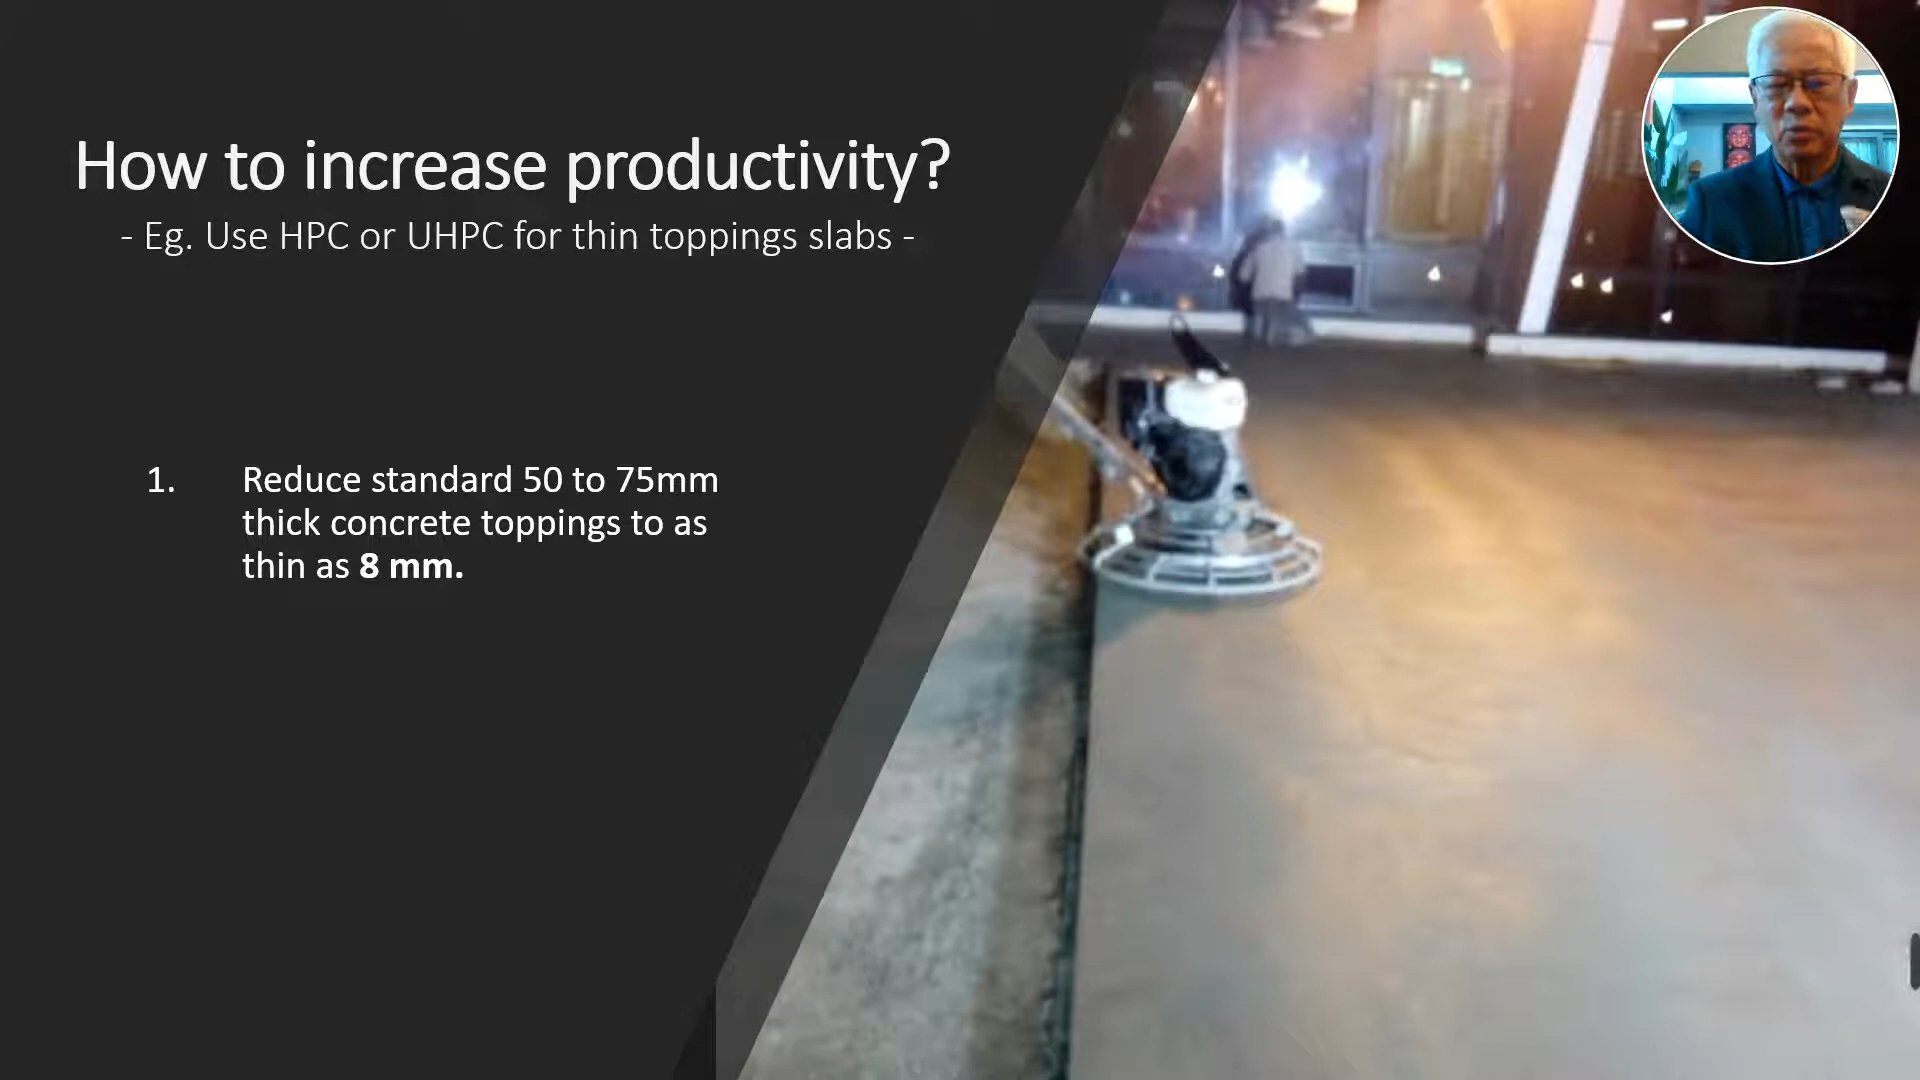 How to increase productivity?
- Eg. Use HPC or UHPC for thin toppings slabs -
1. Reduce standard 50 to 75mm
thick concrete toppings to as
thin as 8 mm.